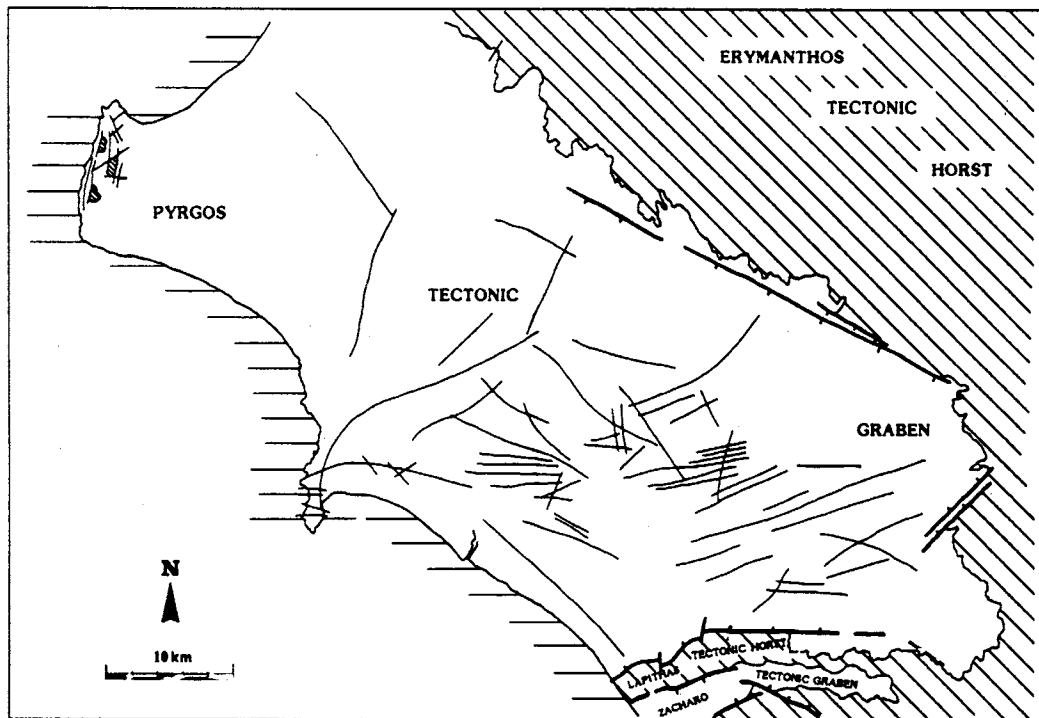 ERYMANTHOS
TECTONIC
HORST
PYRGOS
TECTONIC
GRABEN
N
10 km
LAPITHAS TECTONIC HORST
ZACHARO TECTONIC GRABEN